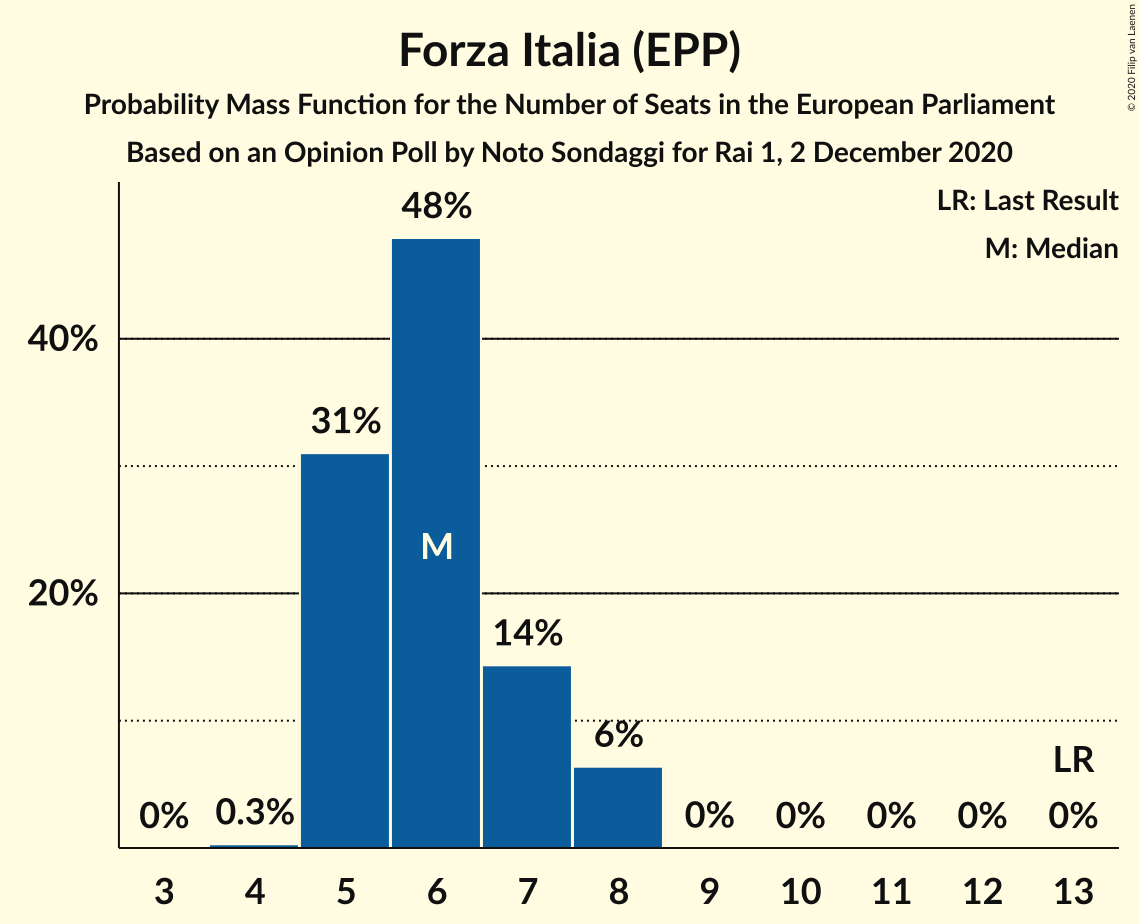 Forza Italia (EPP)
Probability Mass Function for the Number of Seats in the European Parliament
Based on an Opinion Poll by Noto Sondaggi for Rai 1, 2 December 2020
© 2020 Filip van Laenen
LR: Last Result
M: Median
48%
40%
31%
M
20%
14%
6%
LR
0% 0.3% 0% 0% 0% 0% 0%
3 4 5 6 7 8 9 10 11 12 13